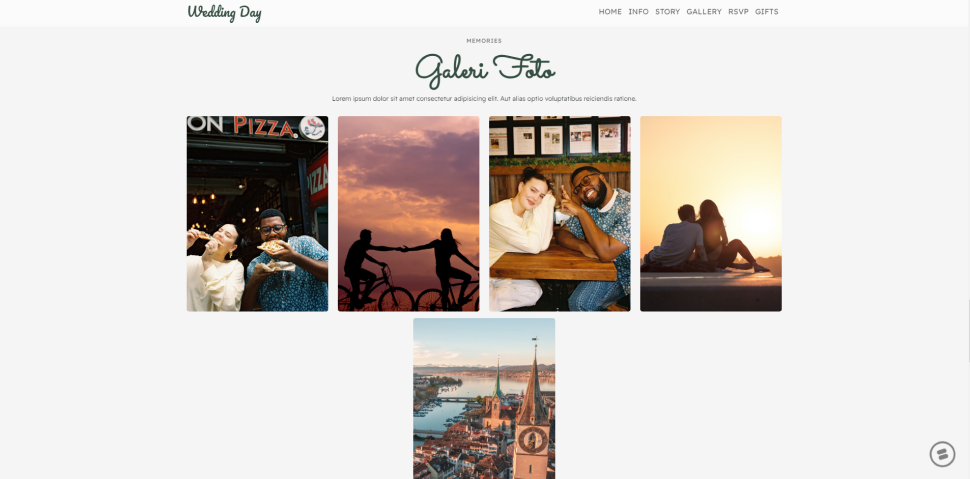 Wedding Day
HOME INFO STORY GALLERY RSVP GIFTS
MEMORIES
Galeri Foto
Lorem ipsum dolor sit amet consectetur adipisicing elit. Aut alias optio voluptatibus reiciendis ratione.
ON PIZZA
PIZZA